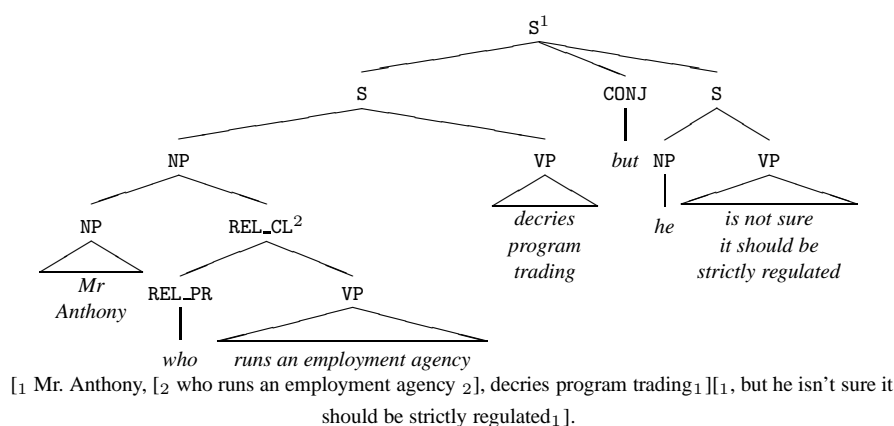 S¹
S CONJ S
NP VP but NP VP
NP REL_CL² decries program trading he is not sure it should be strictly regulated
Mr Anthony REL_PR VP
who runs an employment agency
[₁ Mr. Anthony, [₂ who runs an employment agency ₂], decries program trading₁][₁, but he isn't sure it
should be strictly regulated₁].